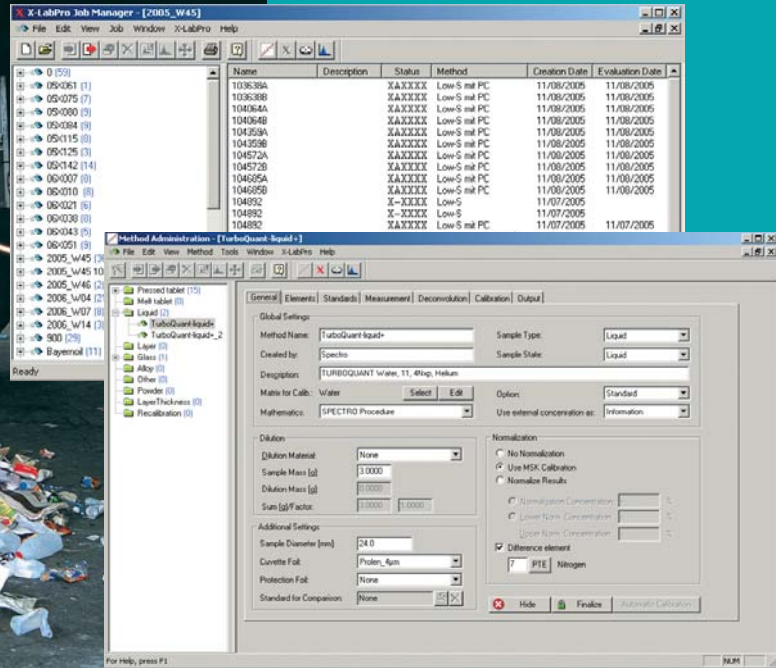 X-LabPro Job Manager - [2005_W45]
File Edit View Job Window X-LabPro Help
Name Description Status Method Creation Date Evaluation Date
103638A XAXXXX Low-S mit PC 11/08/2005 11/08/2005
103638B XAXXXX Low-S mit PC 11/08/2005 11/08/2005
104064A XAXXXX Low-S mit PC 11/08/2005 11/08/2005
104064B XAXXXX Low-S mit PC 11/08/2005 11/08/2005
104359A XAXXXX Low-S mit PC 11/08/2005 11/08/2005
104359B XAXXXX Low-S mit PC 11/08/2005 11/08/2005
104572A XAXXXX Low-S mit PC 11/08/2005 11/08/2005
104572B XAXXXX Low-S mit PC 11/08/2005 11/08/2005
104685A XAXXXX Low-S mit PC 11/08/2005 11/08/2005
104685B XAXXXX Low-S mit PC 11/08/2005 11/08/2005
104892 X-XXXX Low-S 11/07/2005
104892 X-XXXX Low-S 11/07/2005
104892 XAXXXX Low-S mit PC 11/07/2005 11/07/2005
0 (59)
05X061 (1)
05X075 (7)
05X080 (9)
05X084 (9)
05X115 (8)
05X125 (3)
05X142 (14)
06X007 (8)
06X010 (8)
06X021 (6)
06X038 (8)
06X043 (5)
06X051 (9)
2005_W45
2005_W45 10
2005_W46
2006_W04
2006_W07
2006_W14
900 (29)
Bayernoil (11)
Ready
Method Administration - [TurboQuant-liquid+]
File Edit View Method Tools Window X-LabPro Help
Pressed tablet (15)
Melt tablet (0)
Liquid (2)
TurboQuant-liquid+
TurboQuant-liquid+_2
Layer (0)
Glass (1)
Alloy (0)
Other (0)
Powder (0)
LayerThickness (0)
Recalibration (0)
General Elements Standards Measurement Deconvolution Calibration Output
Global Settings
Method Name: TurboQuant-liquid+ Sample Type: Liquid
Created by: Spectro Sample State: Liquid
Description: TURBOQUANT Water, 11, 4Nxp, Helium
Matrix for Calib.: Water Select Edit Option: Standard
Mathematics: SPECTRO Procedure Use external concentration as: Information
Dilution
Dilution Material: None
Sample Mass [g] 3.0000
Dilution Mass [g] 0.0000
Sum [g]/Factor: 3.0000 1.0000
Additional Settings
Sample Diameter [mm] 24.0
Cuvette Foil: Prolen_4µm
Protection Foil: None
Standard for Comparison: None
Normalization
No Normalization
Use MSK Calibration
Normalize Results
Normalization Concentration: %
Lower Norm. Concentration: %
Upper Norm. Concentration: %
Difference element
7 PTE Nitrogen
Hide Finalize Automatic Calibration
For Help, press F1
NUM